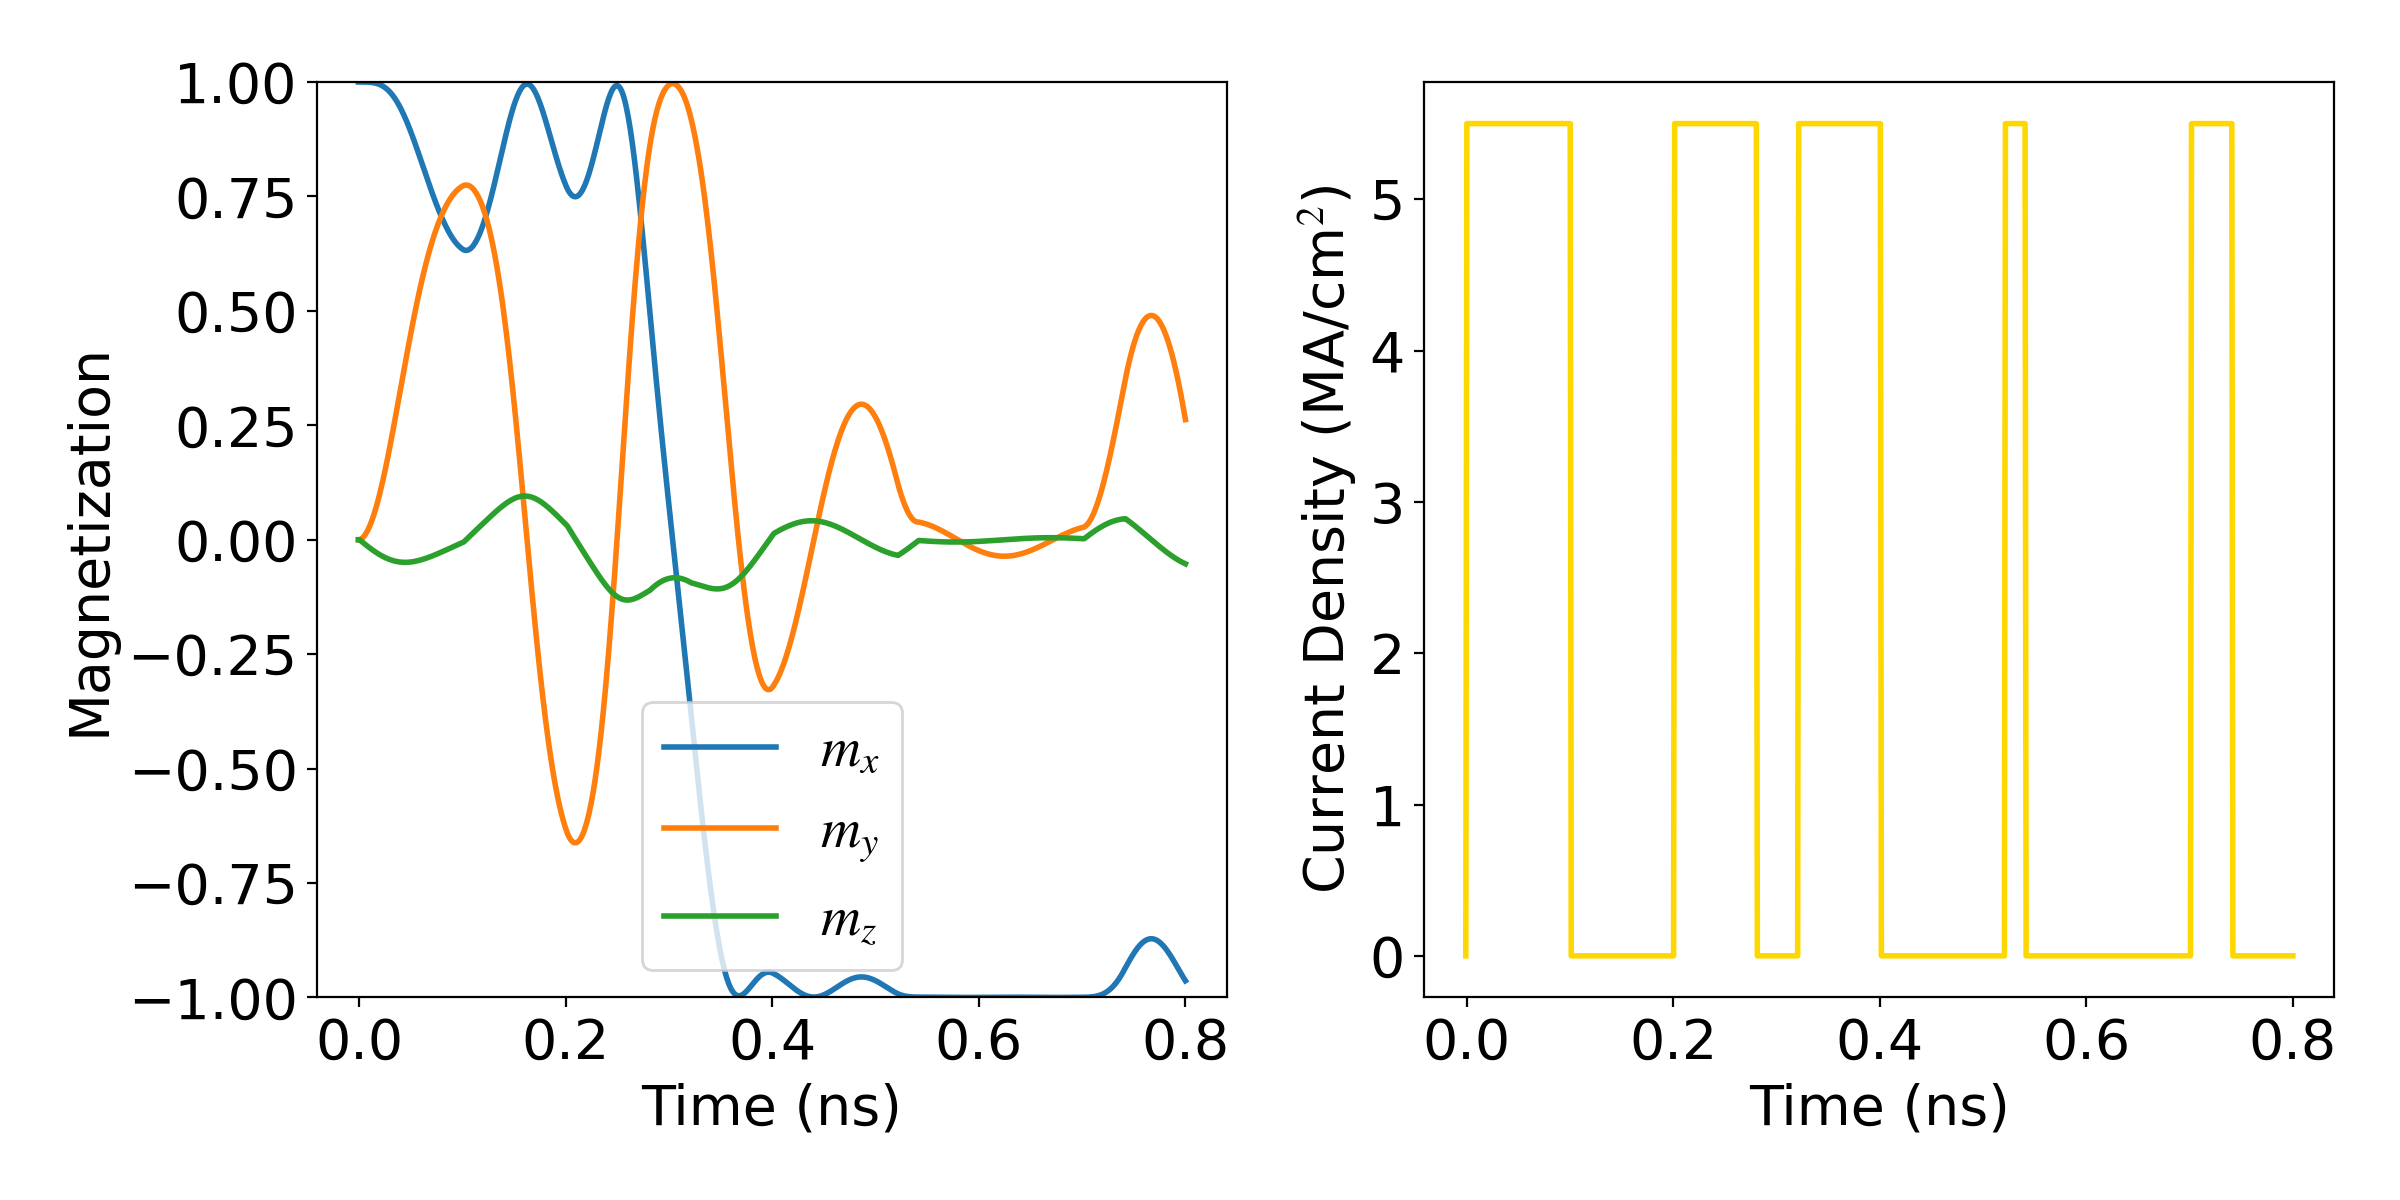 Magnetization
1.00
0.75
0.50
0.25
0.00
−0.25
−0.50
−0.75
−1.00
0.0 0.2 0.4 0.6 0.8
Time (ns)
m_x
m_y
m_z
Current Density (MA/cm²)
5
4
3
2
1
0
0.0 0.2 0.4 0.6 0.8
Time (ns)